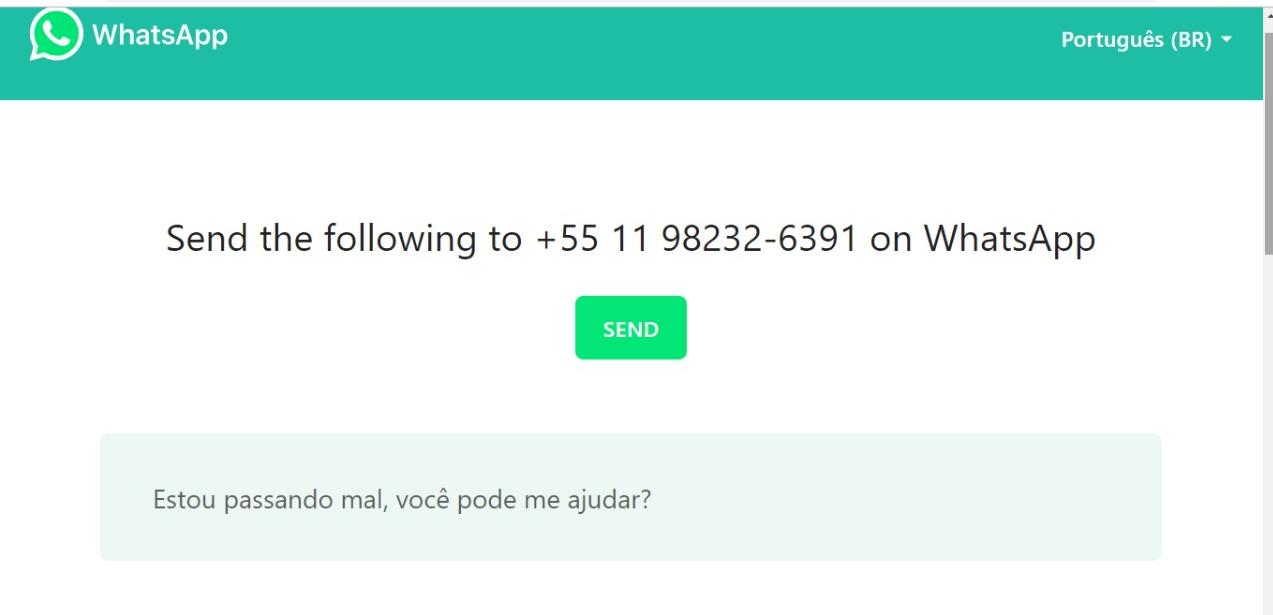 WhatsApp
Português (BR)
Send the following to +55 11 98232-6391 on WhatsApp
SEND
Estou passando mal, você pode me ajudar?